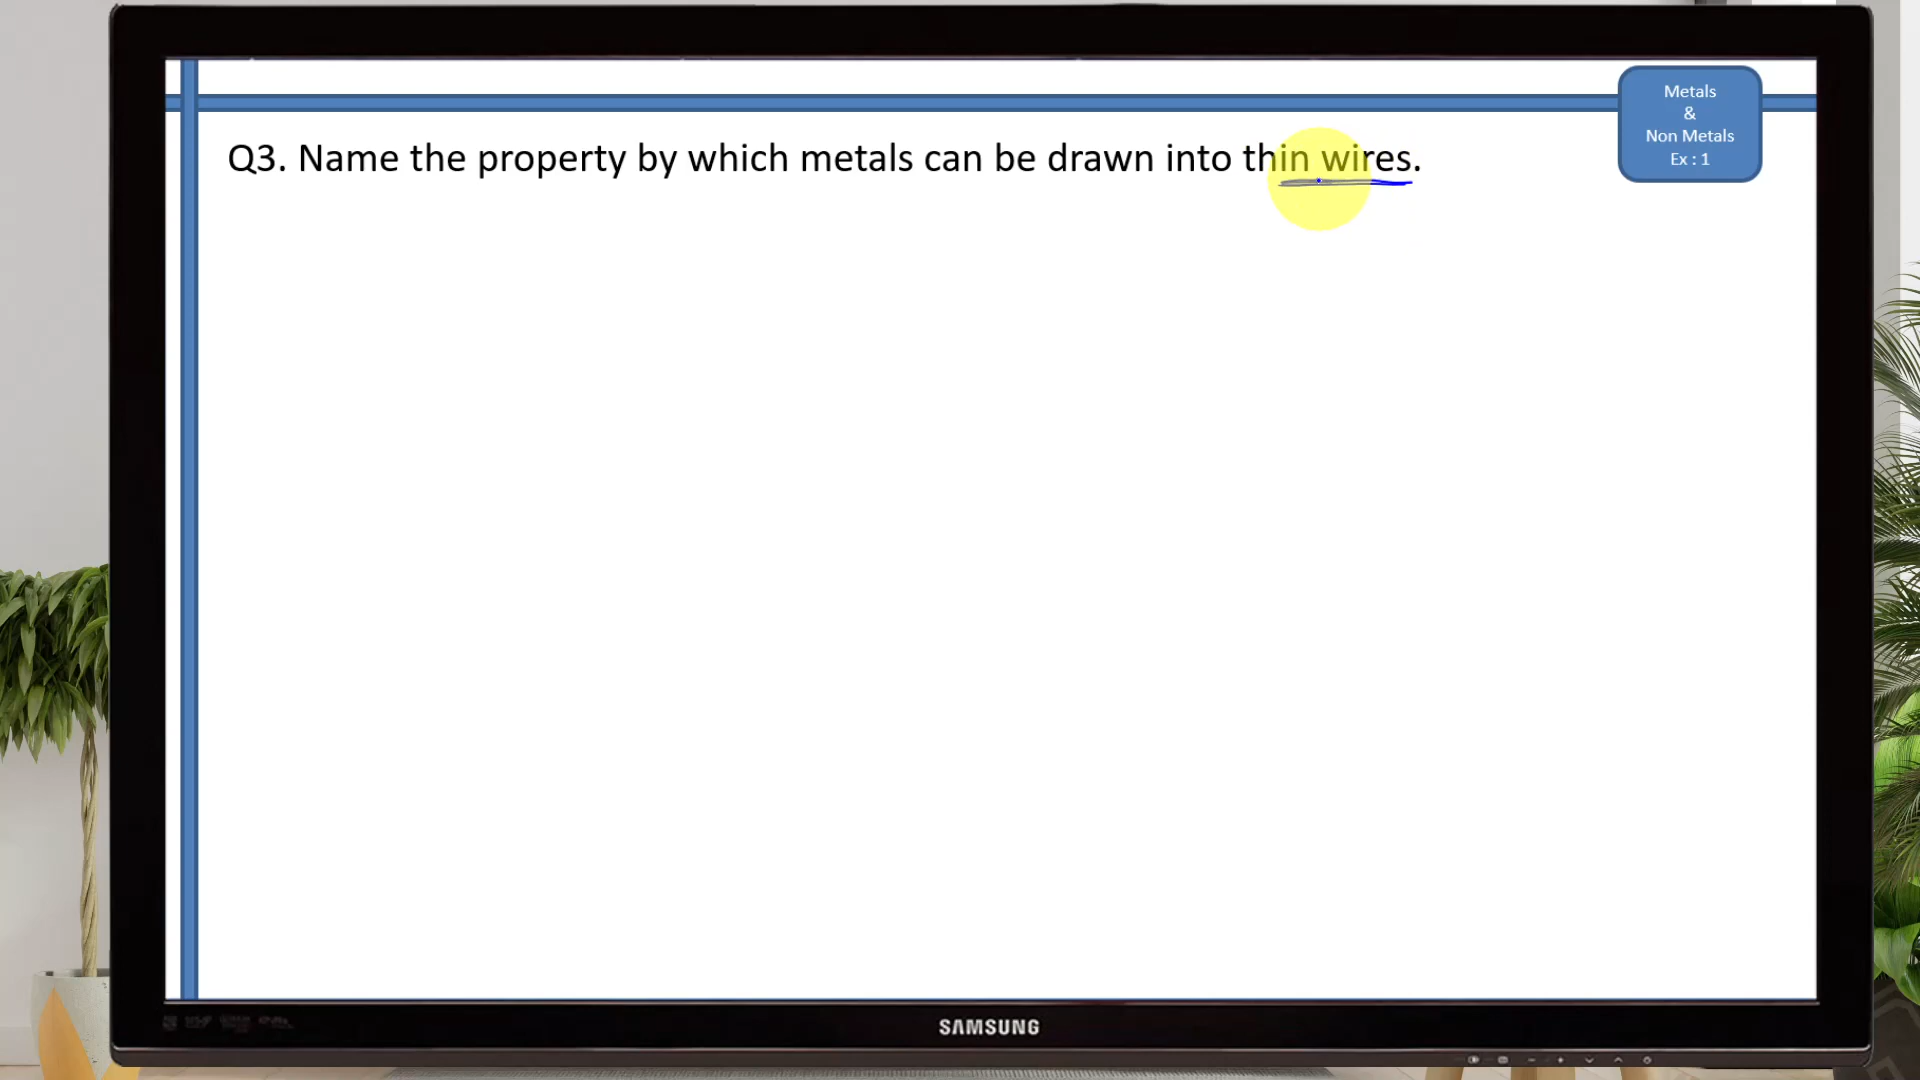 Metals
&
Non Metals
Ex : 1
Q3. Name the property by which metals can be drawn into thin wires.
SAMSUNG